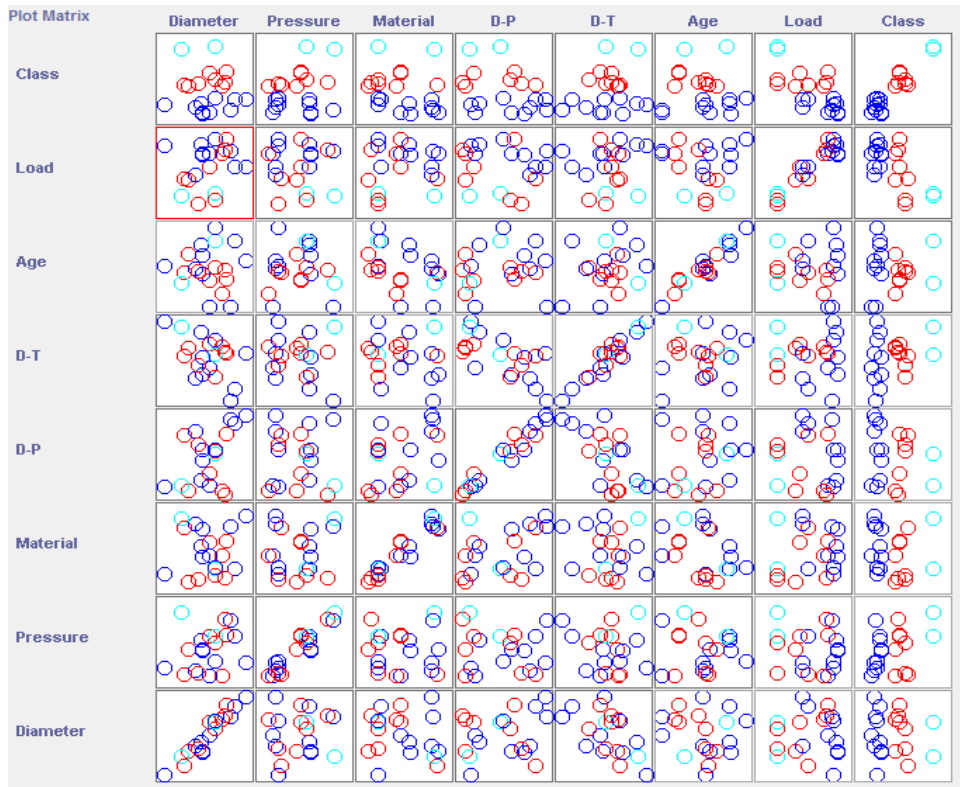 Plot Matrix
Diameter Pressure Material D-P D-T Age Load Class
Class
Load
Age
D-T
D-P
Material
Pressure
Diameter